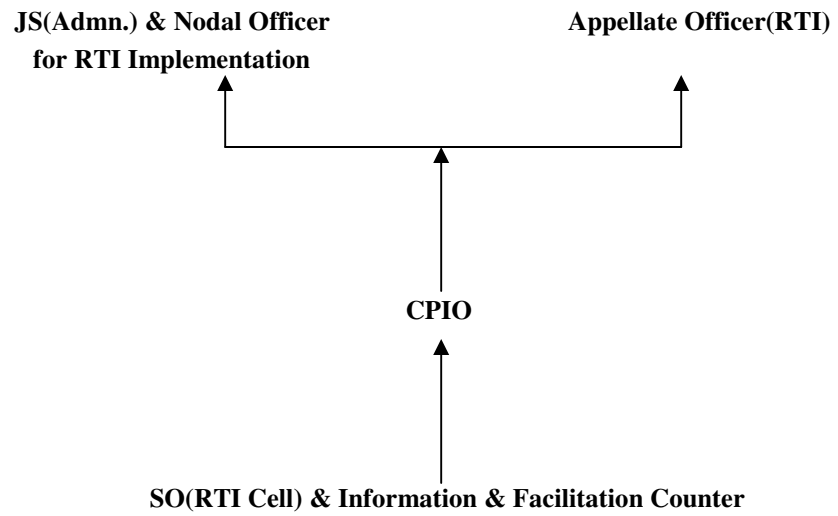 JS(Admn.) & Nodal Officer
for RTI Implementation
Appellate Officer(RTI)
CPIO
SO(RTI Cell) & Information & Facilitation Counter